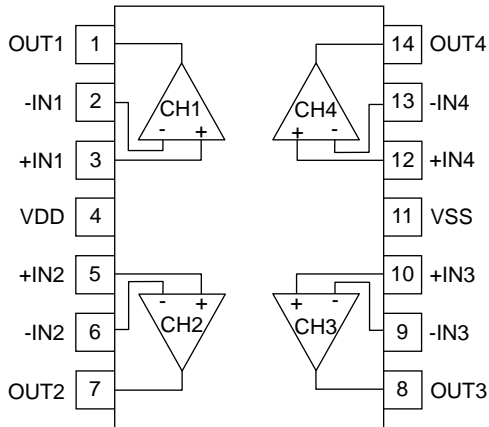 OUT1 1 14 OUT4
-IN1 2 CH1 CH4 13 -IN4
- + + -
+IN1 3 12 +IN4
VDD 4 11 VSS
+IN2 5 10 +IN3
- + + -
-IN2 6 CH2 CH3 9 -IN3
OUT2 7 8 OUT3